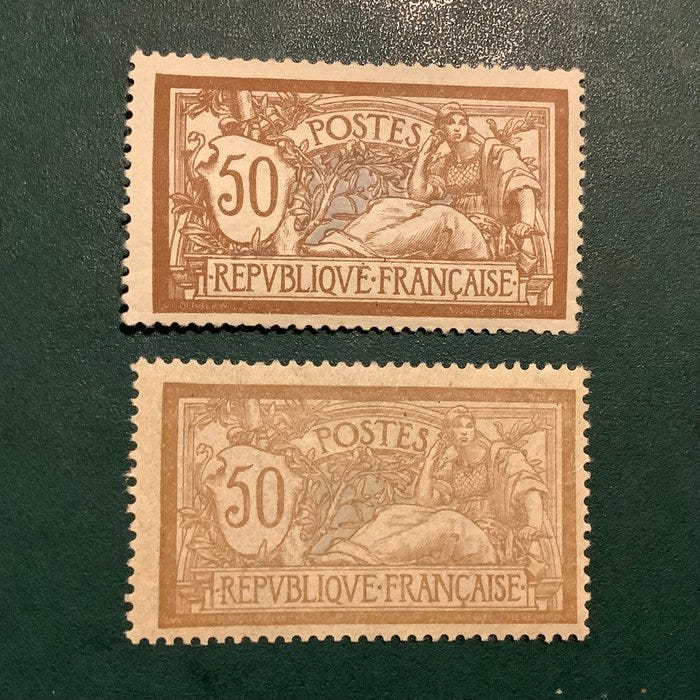 POSTES
50
REPVBLIQVE·FRANÇAISE·
POSTES
50
REPVBLIQVE·FRANÇAISE